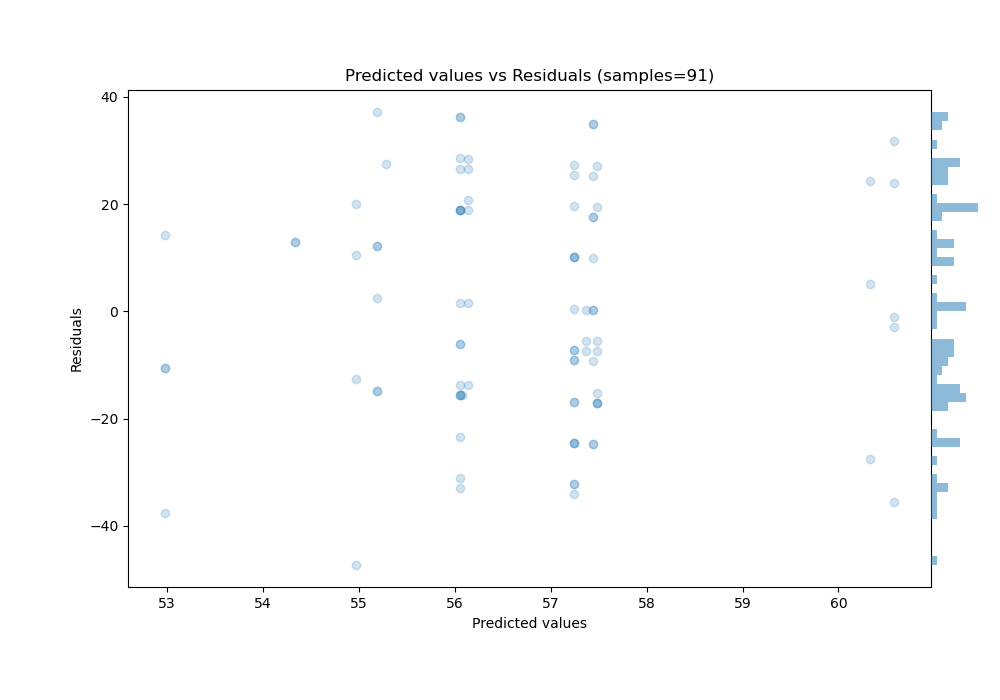 Predicted values vs Residuals (samples=91)
40
20
0
−20
−40
Residuals
53 54 55 56 57 58 59 60
Predicted values